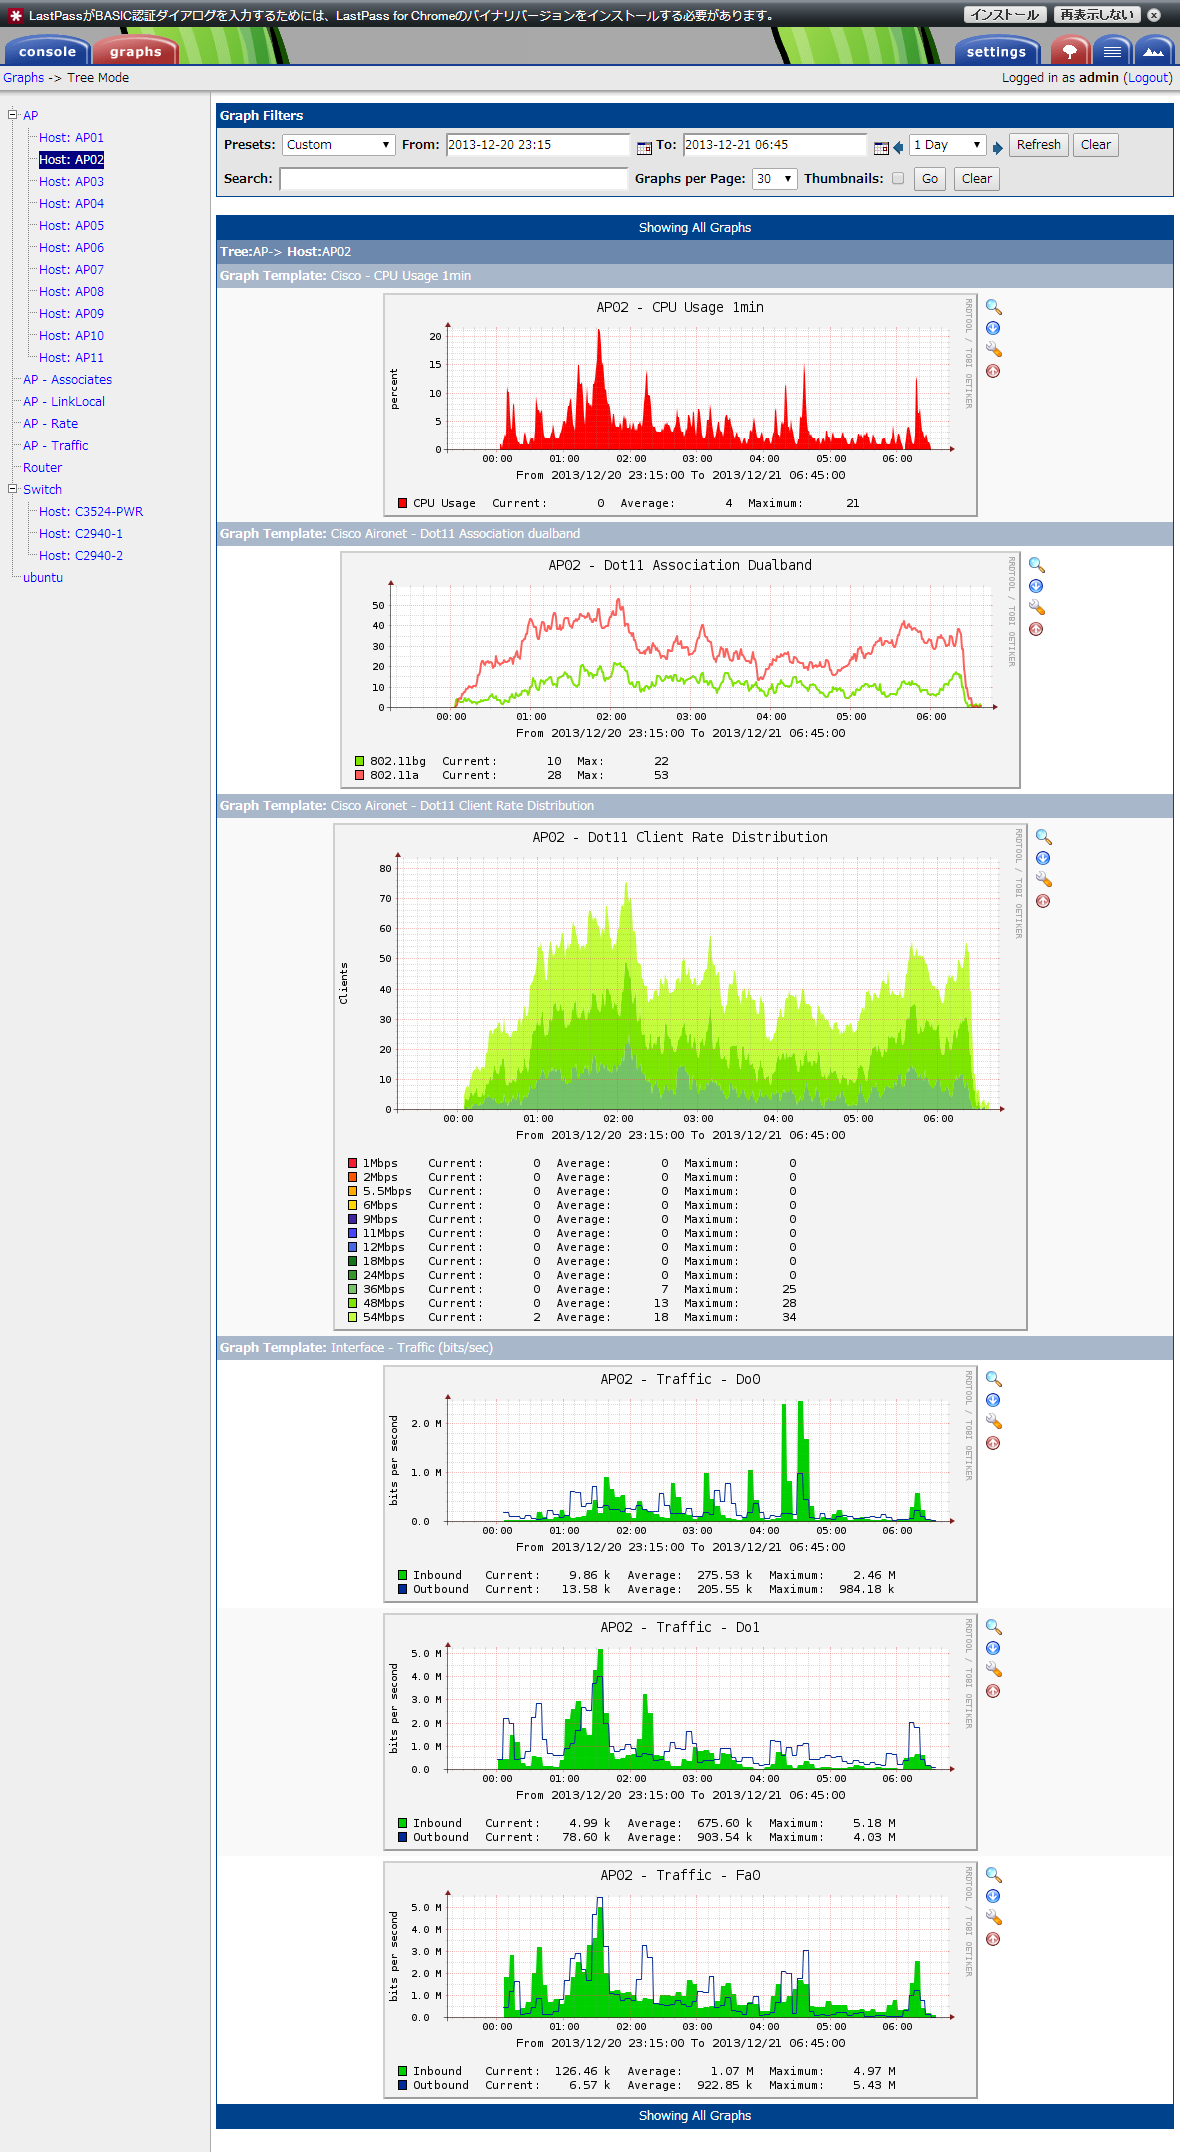 LastPassがBASIC認証ダイアログを入力するためには、LastPass for Chromeのバイナリバージョンをインストールする必要があります。 インストール 再表示しない
console graphs settings
Graphs -> Tree Mode Logged in as admin (Logout)
AP
Host: AP01
Host: AP02
Host: AP03
Host: AP04
Host: AP05
Host: AP06
Host: AP07
Host: AP08
Host: AP09
Host: AP10
Host: AP11
AP - Associates
AP - LinkLocal
AP - Rate
AP - Traffic
Router
Switch
Host: C3524-PWR
Host: C2940-1
Host: C2940-2
ubuntu
Graph Filters
Presets: Custom From: 2013-12-20 23:15 To: 2013-12-21 06:45 1 Day Refresh Clear
Search: Graphs per Page: 30 Thumbnails: Go Clear
Showing All Graphs
Tree:AP-> Host:AP02
Graph Template: Cisco - CPU Usage 1min
AP02 - CPU Usage 1min
RRDTOOL / TOBI OETIKER
percent
20
15
10
5
0
00:00 01:00 02:00 03:00 04:00 05:00 06:00
From 2013/12/20 23:15:00 To 2013/12/21 06:45:00
CPU Usage Current: 0 Average: 4 Maximum: 21
Graph Template: Cisco Aironet - Dot11 Association dualband
AP02 - Dot11 Association Dualband
RRDTOOL / TOBI OETIKER
50
40
30
20
10
0
00:00 01:00 02:00 03:00 04:00 05:00 06:00
From 2013/12/20 23:15:00 To 2013/12/21 06:45:00
802.11bg Current: 10 Max: 22
802.11a Current: 28 Max: 53
Graph Template: Cisco Aironet - Dot11 Client Rate Distribution
AP02 - Dot11 Client Rate Distribution
RRDTOOL / TOBI OETIKER
Clients
80
70
60
50
40
30
20
10
0
00:00 01:00 02:00 03:00 04:00 05:00 06:00
From 2013/12/20 23:15:00 To 2013/12/21 06:45:00
1Mbps Current: 0 Average: 0 Maximum: 0
2Mbps Current: 0 Average: 0 Maximum: 0
5.5Mbps Current: 0 Average: 0 Maximum: 0
6Mbps Current: 0 Average: 0 Maximum: 0
9Mbps Current: 0 Average: 0 Maximum: 0
11Mbps Current: 0 Average: 0 Maximum: 0
12Mbps Current: 0 Average: 0 Maximum: 0
18Mbps Current: 0 Average: 0 Maximum: 0
24Mbps Current: 0 Average: 0 Maximum: 0
36Mbps Current: 0 Average: 7 Maximum: 25
48Mbps Current: 0 Average: 13 Maximum: 28
54Mbps Current: 2 Average: 18 Maximum: 34
Graph Template: Interface - Traffic (bits/sec)
AP02 - Traffic - Do0
RRDTOOL / TOBI OETIKER
bits per second
2.0 M
1.0 M
0.0
00:00 01:00 02:00 03:00 04:00 05:00 06:00
From 2013/12/20 23:15:00 To 2013/12/21 06:45:00
Inbound Current: 9.86 k Average: 275.53 k Maximum: 2.46 M
Outbound Current: 13.58 k Average: 205.55 k Maximum: 984.18 k
AP02 - Traffic - Do1
RRDTOOL / TOBI OETIKER
bits per second
5.0 M
4.0 M
3.0 M
2.0 M
1.0 M
0.0
00:00 01:00 02:00 03:00 04:00 05:00 06:00
From 2013/12/20 23:15:00 To 2013/12/21 06:45:00
Inbound Current: 4.99 k Average: 675.60 k Maximum: 5.18 M
Outbound Current: 78.60 k Average: 903.54 k Maximum: 4.03 M
AP02 - Traffic - Fa0
RRDTOOL / TOBI OETIKER
bits per second
5.0 M
4.0 M
3.0 M
2.0 M
1.0 M
0.0
00:00 01:00 02:00 03:00 04:00 05:00 06:00
From 2013/12/20 23:15:00 To 2013/12/21 06:45:00
Inbound Current: 126.46 k Average: 1.07 M Maximum: 4.97 M
Outbound Current: 6.57 k Average: 922.85 k Maximum: 5.43 M
Showing All Graphs